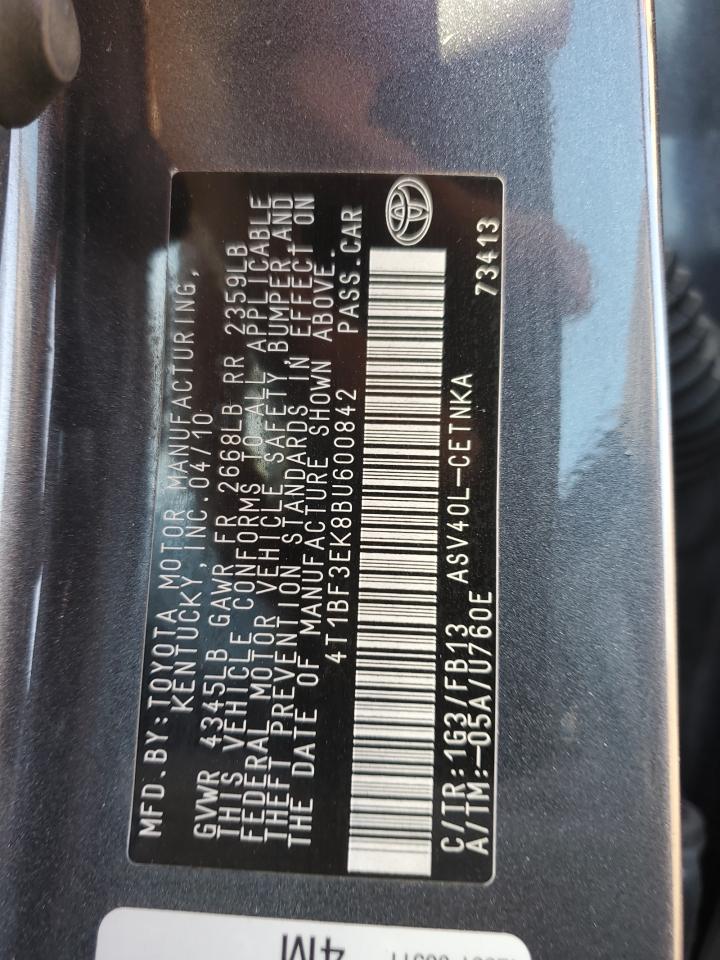 MFD.BY:TOYOTA MOTOR MANUFACTURING,
KENTUCKY, INC.04/10
GVWR 4345LB GAWR FR 2668LB RR 2359LB
THIS VEHICLE CONFORMS TO ALL APPLICABLE
FEDERAL MOTOR VEHICLE SAFETY, BUMPER, AND
THEFT PREVENTION STANDARDS IN EFFECT ON
THE DATE OF MANUFACTURE SHOWN ABOVE.
4T1BF3EK8BU600842 PASS.CAR
C/TR:1G3/FB13 ASV40L-CETNKA
A/TM:-05A/U760E 73413
4M